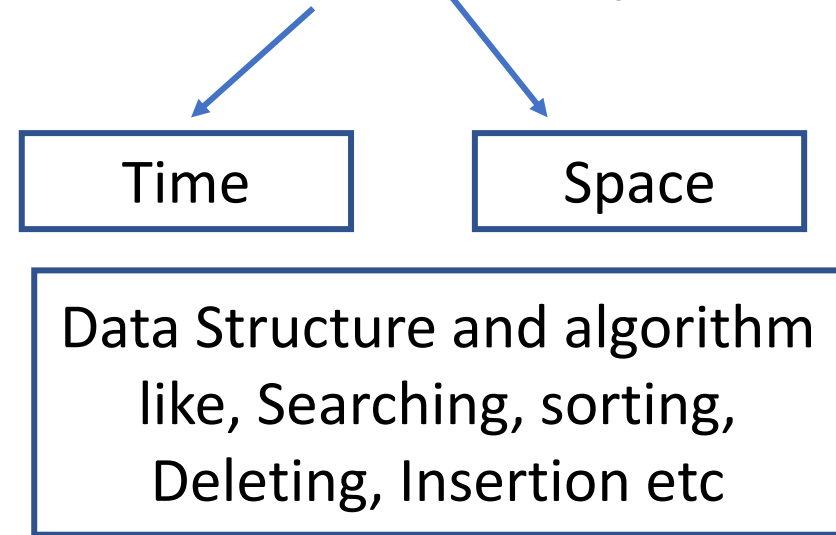 Time
Space
Data Structure and algorithm
like, Searching, sorting,
Deleting, Insertion etc